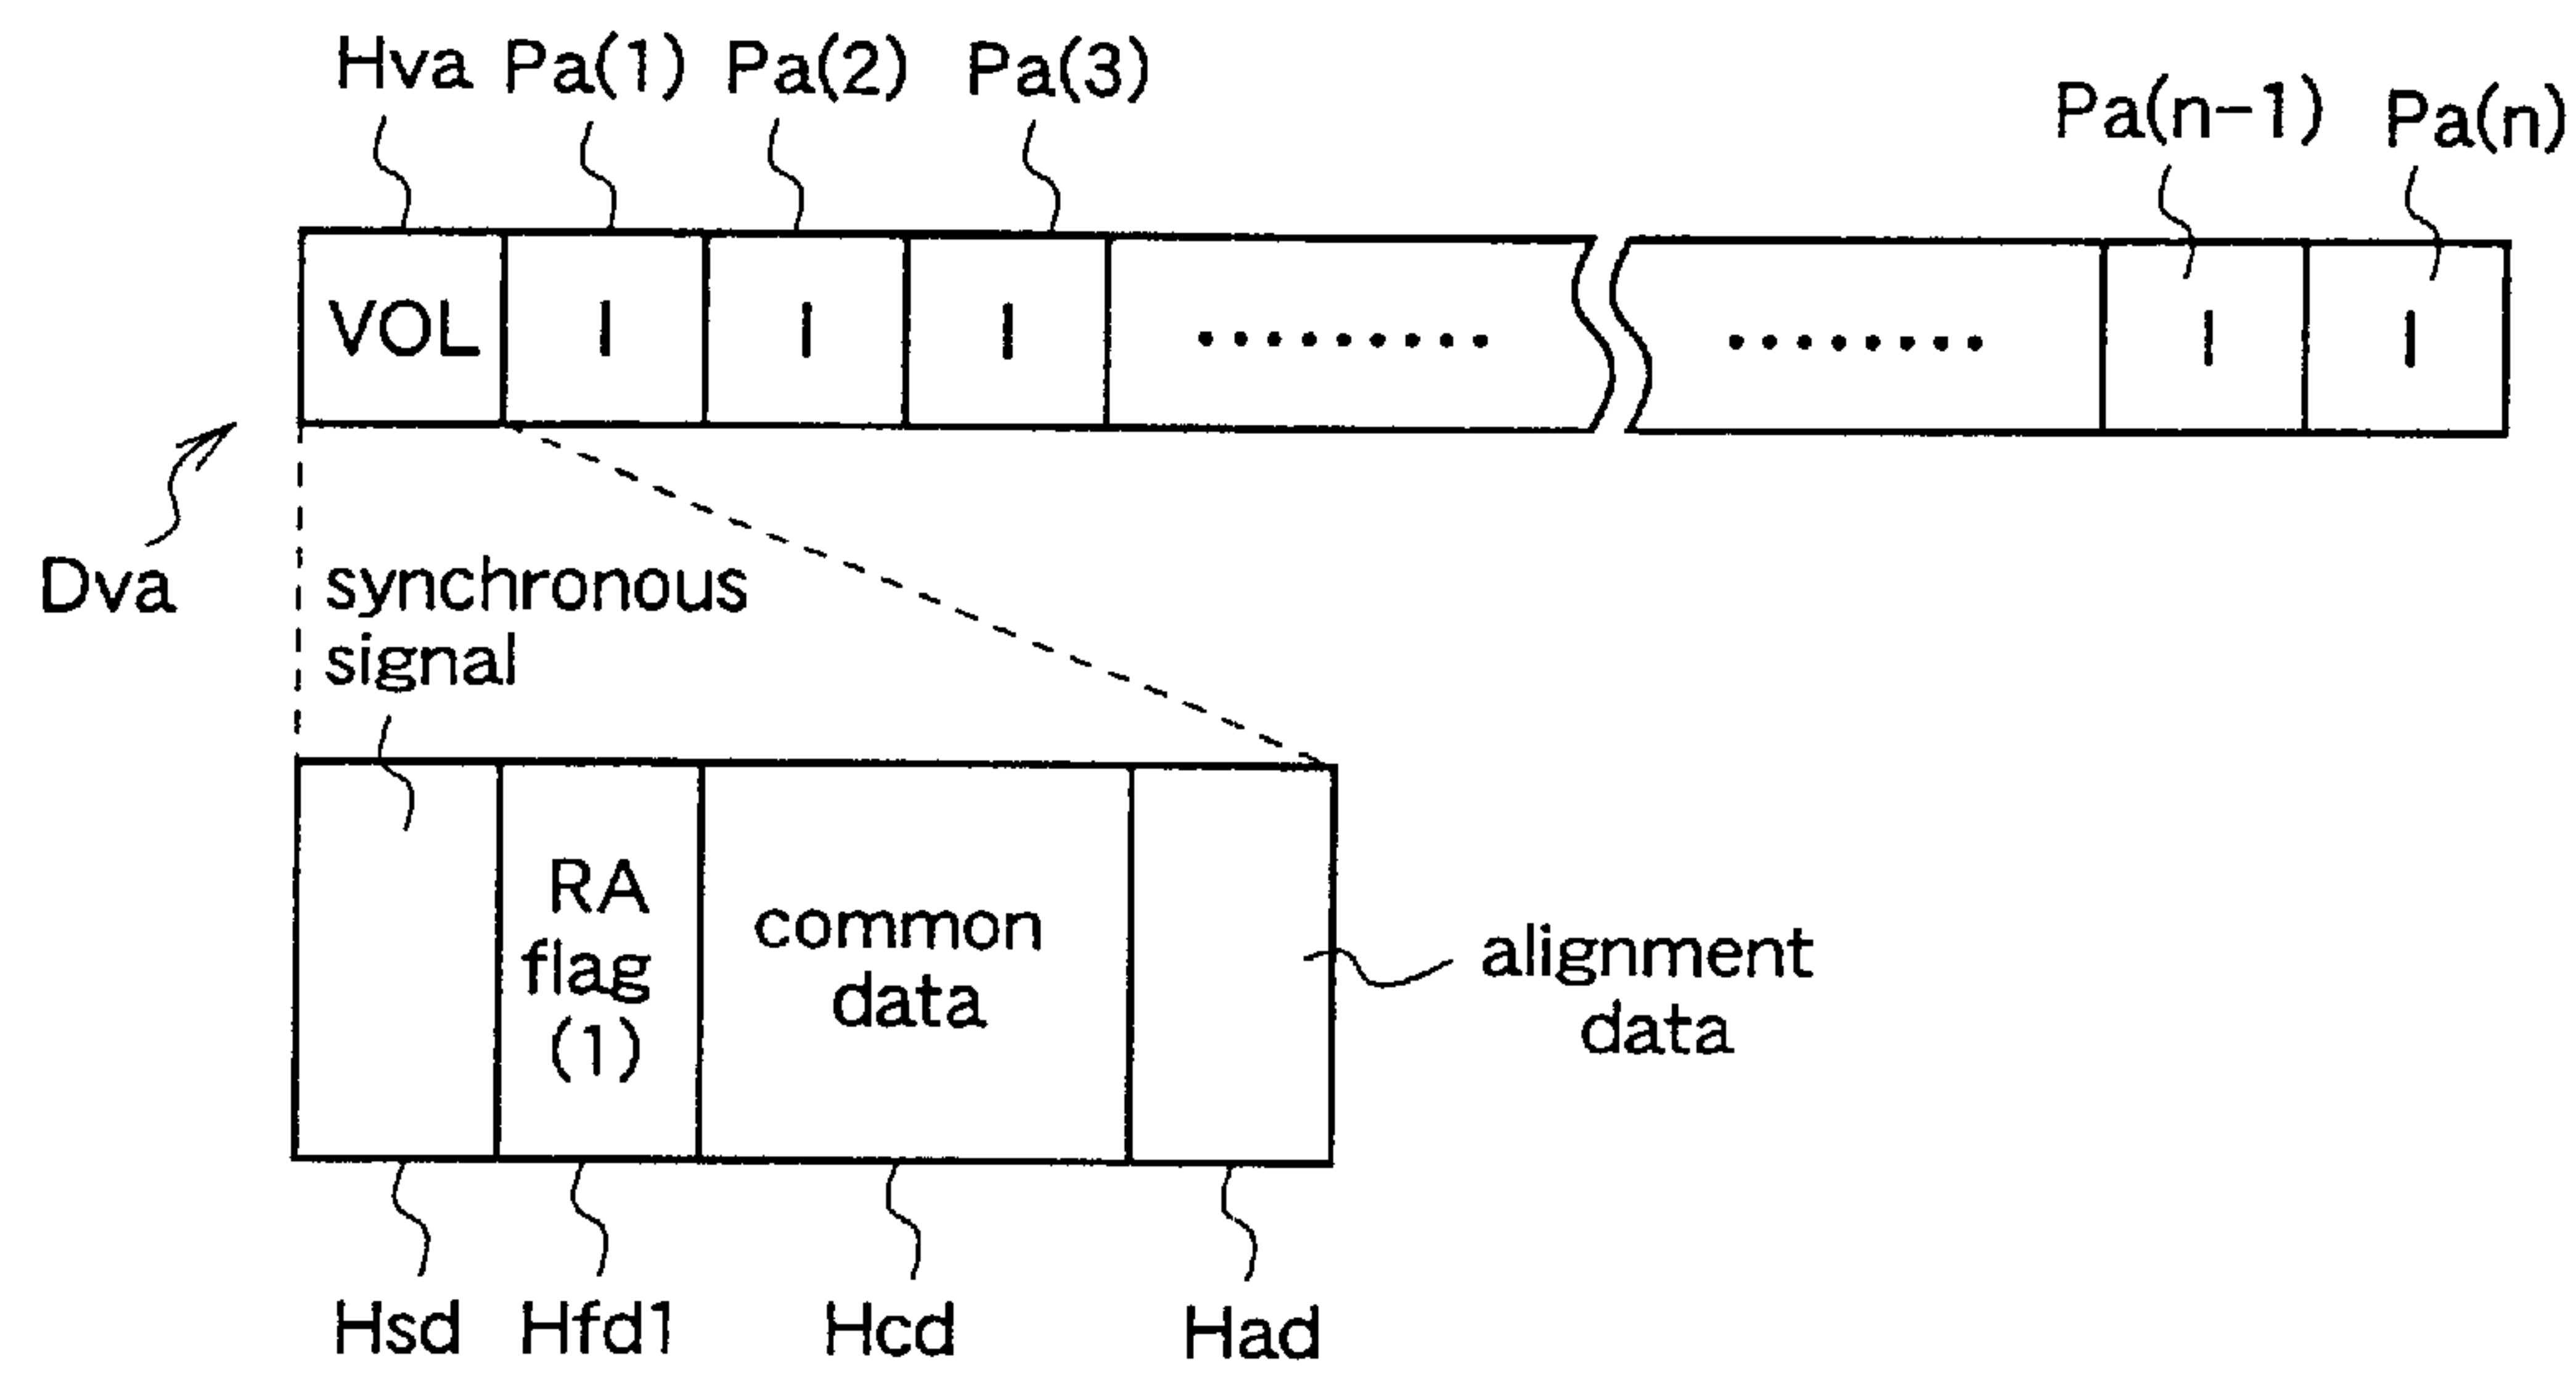 Hva Pa(1) Pa(2) Pa(3) Pa(n-1) Pa(n)
VOL I I I ......... ........ I I
Dva
synchronous
signal
RA
flag
(1)
common
data
alignment
data
Hsd Hfd1 Hcd Had